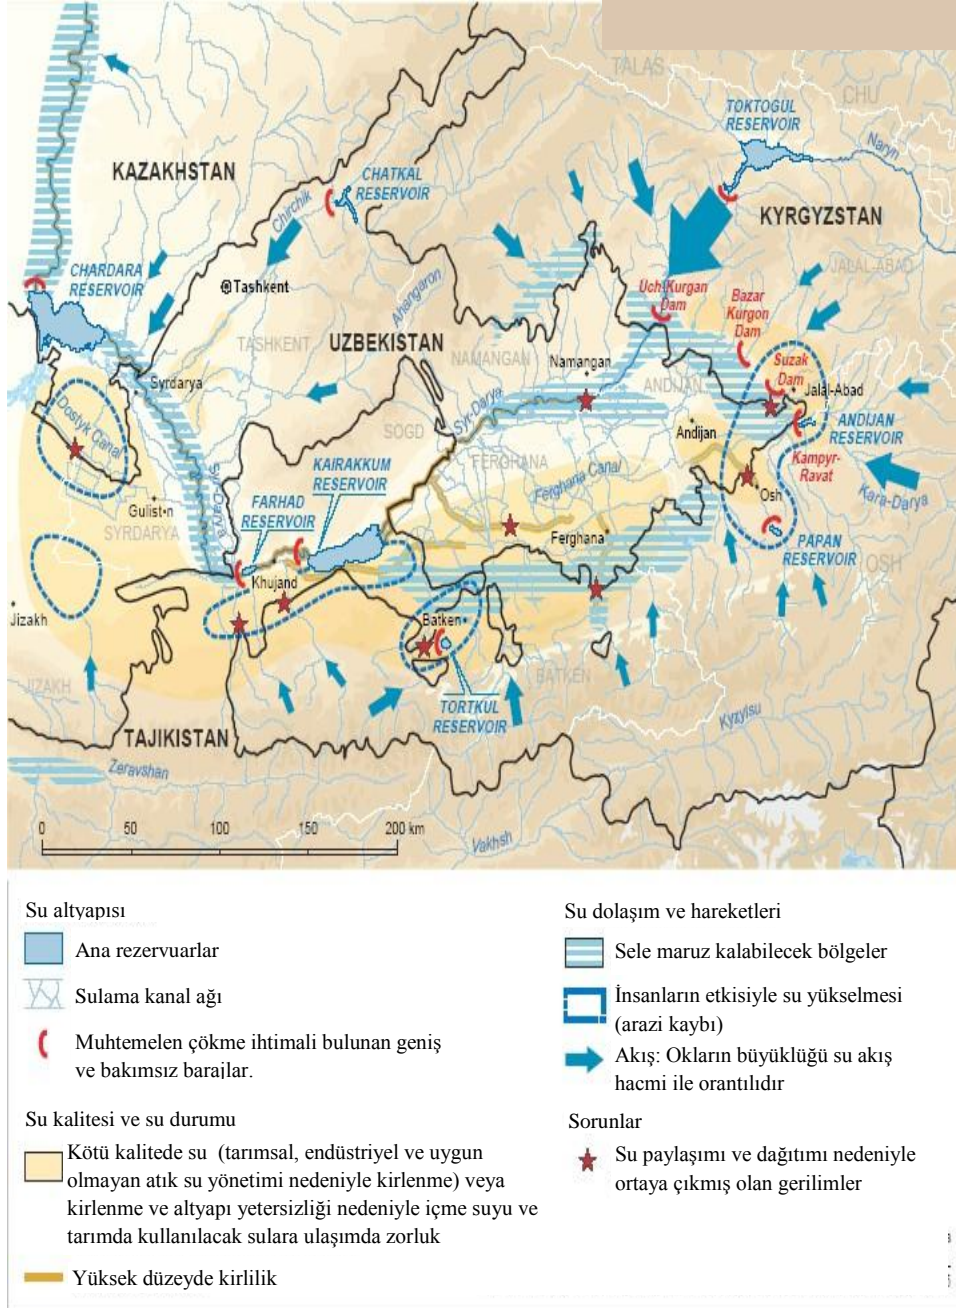 TALAS
CHU
TOKTOGUL
RESERVOIR
Naryn
KAZAKHSTAN
CHATKAL
RESERVOIR
Chirchik
KYRGYZSTAN
CHARDARA
RESERVOIR
JALAL-ABAD
Tashkent
Ahangaron
Uch-Kurgan
Dam
Bazar
Kurgon
Dam
TASHKENT
UZBEKISTAN
NAMANGAN
Namangan
Suzak
Dam
Syrdarya
ANDIJAN
Jalal-Abad
Dostyk Canal
Syr-Darya
SOGD
Andijan
ANDIJAN
RESERVOIR
KAIRAKKUM
RESERVOIR
FERGHANA
Ferghana Canal
Kampyr-
Ravat
Syr-Darya
FARHAD
RESERVOIR
Osh
Kara-Darya
Gulist n
SYRDARYA
Ferghana
PAPAN
RESERVOIR
OSH
Khujand
Jizakh
Batken
JIZAKH
BATKEN
TORTKUL
RESERVOIR
Kyzylsu
TAJIKISTAN
Zeravshan
0 50 100 150 200 km
Vakhsh
Su altyapısı
Ana rezervuarlar
Sulama kanal ağı
Muhtemelen çökme ihtimali bulunan geniş
ve bakımsız barajlar.
Su kalitesi ve su durumu
Kötü kalitede su (tarımsal, endüstriyel ve uygun
olmayan atık su yönetimi nedeniyle kirlenme) veya
kirlenme ve altyapı yetersizliği nedeniyle içme suyu ve
tarımda kullanılacak sulara ulaşımda zorluk
Yüksek düzeyde kirlilik
Su dolaşım ve hareketleri
Sele maruz kalabilecek bölgeler
İnsanların etkisiyle su yükselmesi
(arazi kaybı)
Akış: Okların büyüklüğü su akış
hacmi ile orantılıdır
Sorunlar
Su paylaşımı ve dağıtımı nedeniyle
ortaya çıkmış olan gerilimler